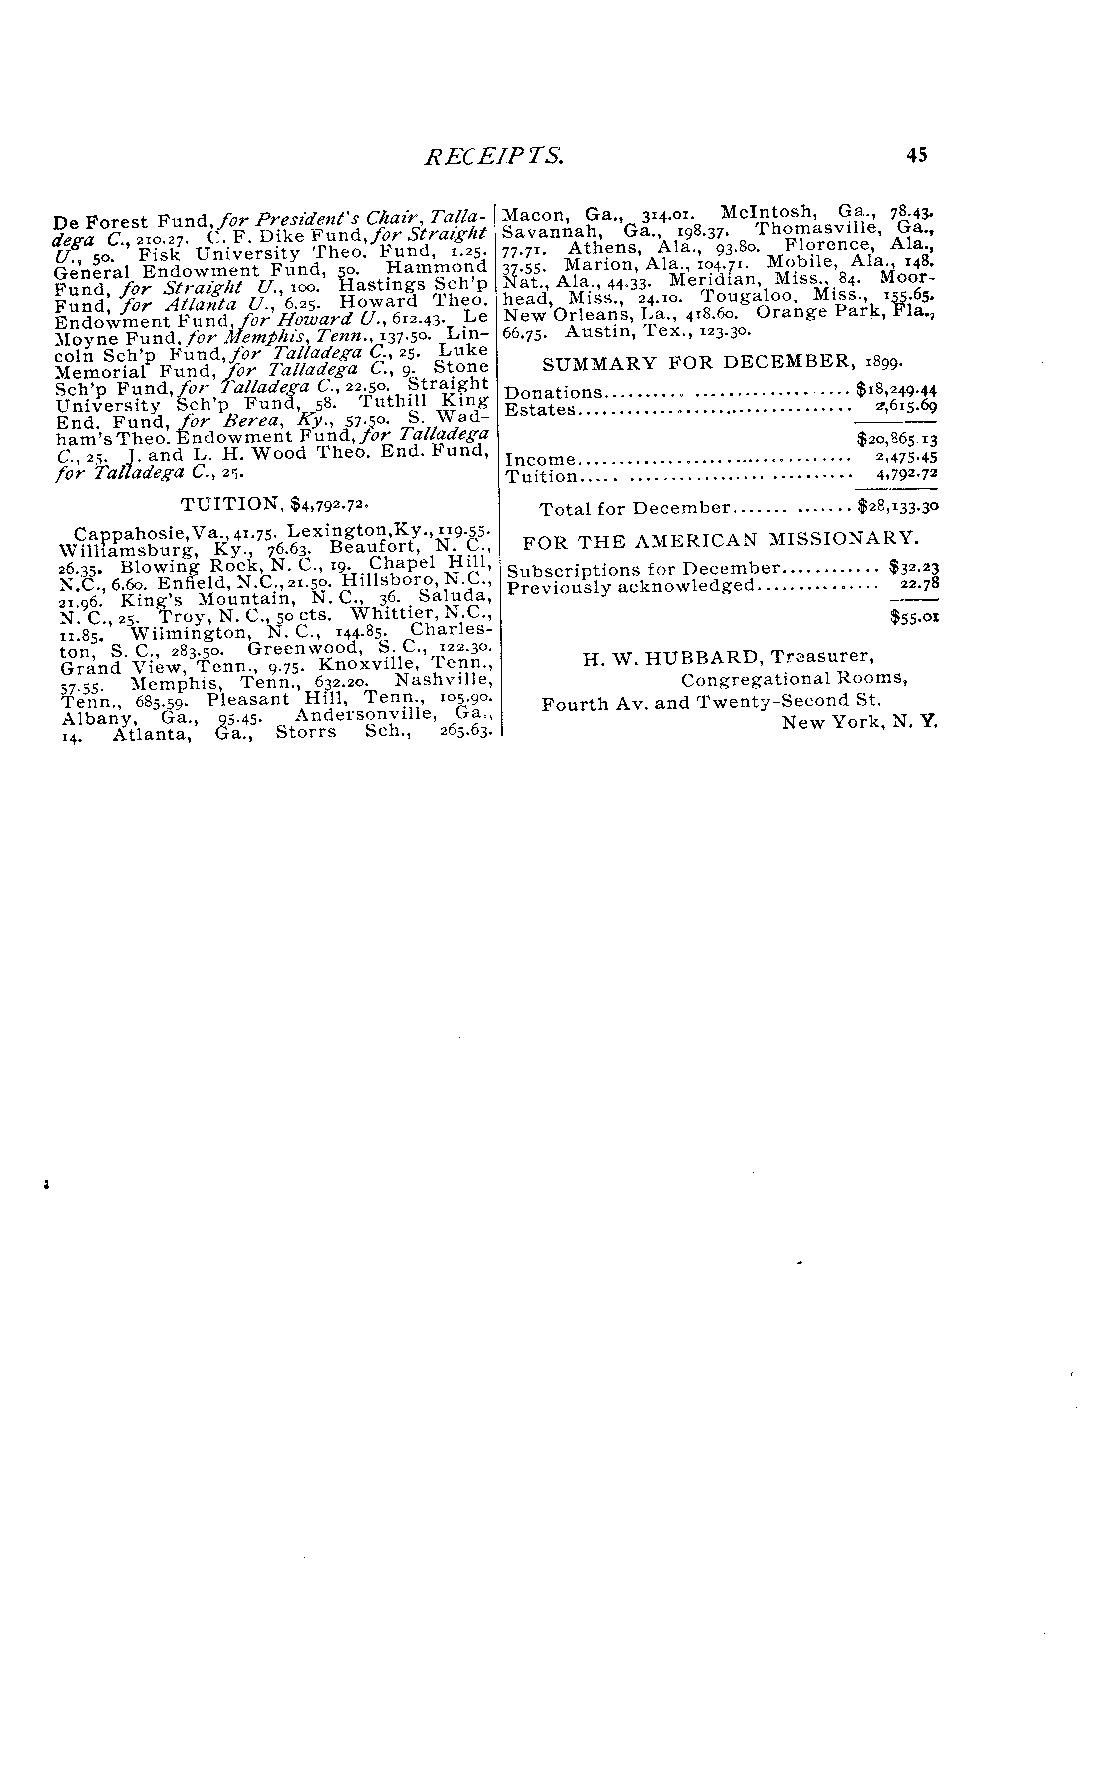 RECEIPTS. 45
De Forest Fund, for President's Chair, Talla-
dega C., 210.27. C. F. Dike Fund, for Straight
U., 50. Fisk University Theo. Fund, 1.25.
General Endowment Fund, 50. Hammond
Fund, for Straight U., 100. Hastings Sch'p
Fund, for Atlanta U., 6.25. Howard Theo.
Endowment Fund, for Howard U., 612.43. Le
Moyne Fund, for Memphis, Tenn., 137.50. Lin-
coln Sch'p Fund, for Talladega C., 25. Luke
Memorial Fund, for Talladega C., 9. Stone
Sch'p Fund, for Talladega C., 22.50. Straight
University Sch'p Fund, 58. Tuthill King
End. Fund, for Berea, Ky., 57.50. S. Wad-
ham's Theo. Endowment Fund, for Talladega
C., 25. J. and L. H. Wood Theo. End. Fund,
for Talladega C., 25.
TUITION, $4,792.72.
Cappahosie, Va., 41.75. Lexington, Ky., 119.55.
Williamsburg, Ky., 76.63. Beaufort, N. C.,
26.35. Blowing Rock, N. C., 19. Chapel Hill,
N.C., 6.60. Enfield, N.C., 21.50. Hillsboro, N.C.,
21.96. King's Mountain, N. C., 36. Saluda,
N. C., 25. Troy, N. C., 50 cts. Whittier, N.C.,
11.85. Wilmington, N. C., 144.85. Charles-
ton, S. C., 283.50. Greenwood, S. C., 122.30.
Grand View, Tenn., 9.75. Knoxville, Tenn.,
57.55. Memphis, Tenn., 632.20. Nashville,
Tenn., 685.59. Pleasant Hill, Tenn., 105.90.
Albany, Ga., 95.45. Andersonville, Ga.,
14. Atlanta, Ga., Storrs Sch., 265.63.
Macon, Ga., 314.01. McIntosh, Ga., 78.43.
Savannah, Ga., 198.37. Thomasville, Ga.,
77.71. Athens, Ala., 93.80. Florence, Ala.,
37.55. Marion, Ala., 104.71. Mobile, Ala., 148.
Nat., Ala., 44.33. Meridian, Miss., 84. Moor-
head, Miss., 24.10. Tougaloo, Miss., 155.65.
New Orleans, La., 418.60. Orange Park, Fla.,
66.75. Austin, Tex., 123.30.
SUMMARY FOR DECEMBER, 1899.
Donations............................. $18,249.44
Estates................................. 2,615.69
$20,865.13
Income................................. 2,475.45
Tuition................................. 4,792.72
Total for December.............. $28,133.30
FOR THE AMERICAN MISSIONARY.
Subscriptions for December............ $32.23
Previously acknowledged............... 22.78
$55.01
H. W. HUBBARD, Treasurer,
Congregational Rooms,
Fourth Av. and Twenty-Second St.
New York, N. Y.